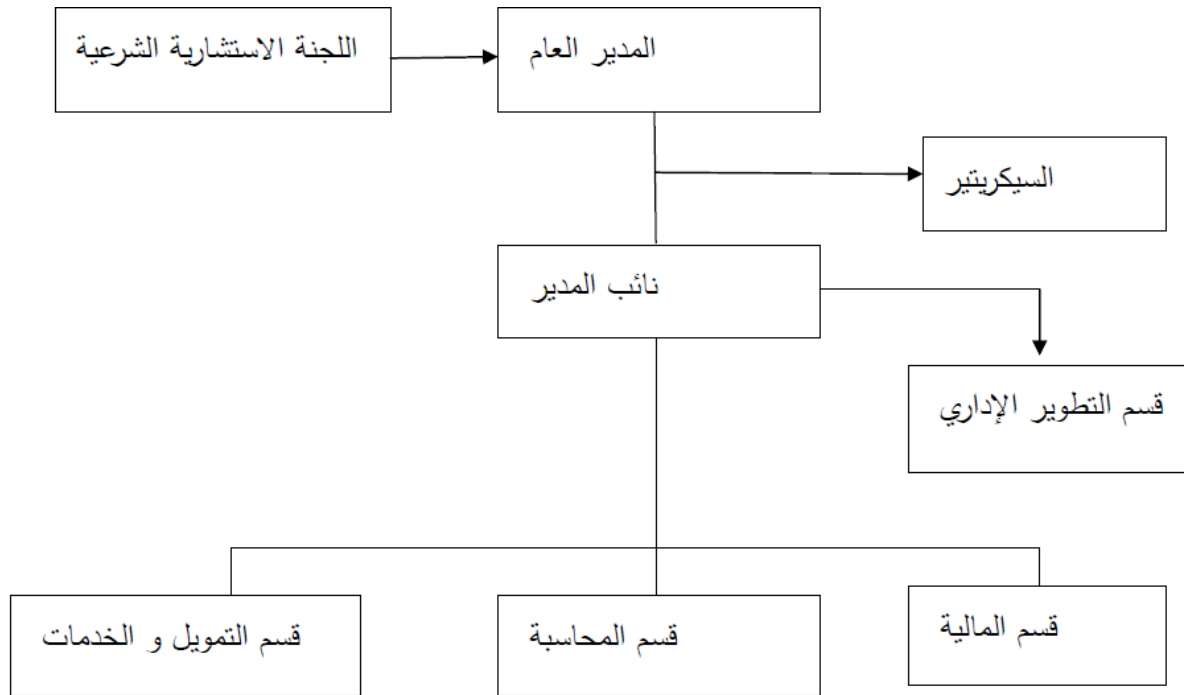 اللجنة الاستشارية الشرعية
المدير العام
السيكريتير
نائب المدير
قسم التطوير الإداري
قسم المالية
قسم المحاسبة
قسم التمويل و الخدمات